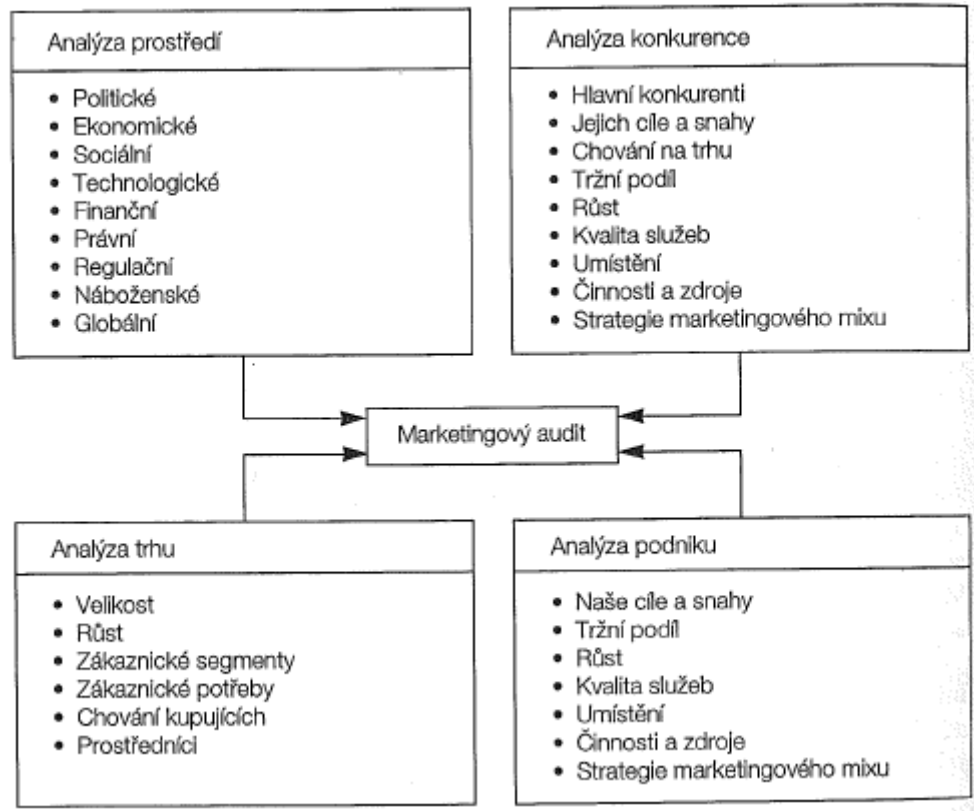 Analýza prostředí
• Politické
• Ekonomické
• Sociální
• Technologické
• Finanční
• Právní
• Regulační
• Náboženské
• Globální
Analýza konkurence
• Hlavní konkurenti
• Jejich cíle a snahy
• Chování na trhu
• Tržní podíl
• Růst
• Kvalita služeb
• Umístění
• Činnosti a zdroje
• Strategie marketingového mixu
Marketingový audit
Analýza trhu
• Velikost
• Růst
• Zákaznické segmenty
• Zákaznické potřeby
• Chování kupujících
• Prostředníci
Analýza podniku
• Naše cíle a snahy
• Tržní podíl
• Růst
• Kvalita služeb
• Umístění
• Činnosti a zdroje
• Strategie marketingového mixu